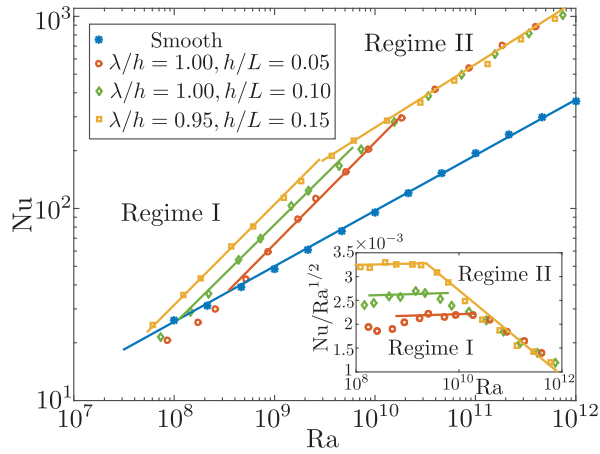 Nu
10^3
10^2
10^1
Smooth
λ/h = 1.00, h/L = 0.05
λ/h = 1.00, h/L = 0.10
λ/h = 0.95, h/L = 0.15
Regime II
Regime I
×10^-3
Nu/Ra^1/2
3.5
3
2.5
2
1.5
1
Regime II
Regime I
10^8
10^10
10^12
Ra
10^7
10^8
10^9
10^10
10^11
10^12
Ra